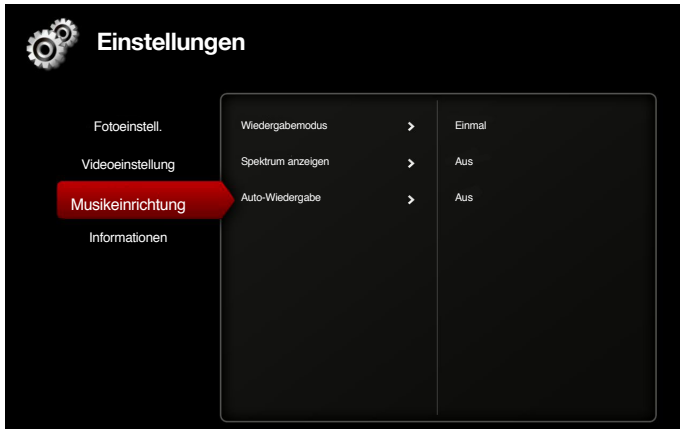 Einstellungen
Fotoeinstell.
Videoeinstellung
Musikeinrichtung
Informationen
Wiedergabemodus
Einmal
Spektrum anzeigen
Aus
Auto-Wiedergabe
Aus